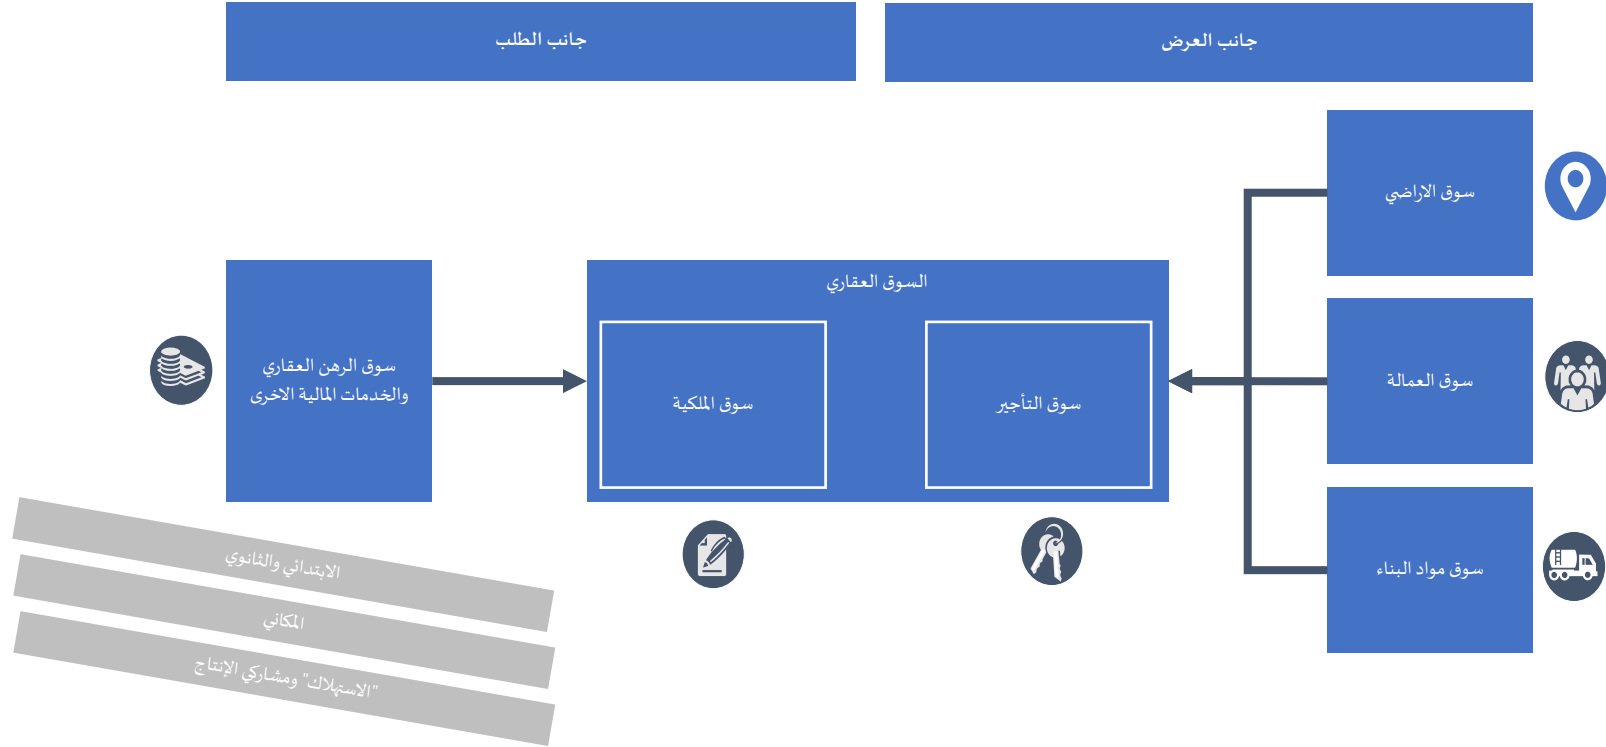 جانب العرض
جانب الطلب
سوق الاراضي
السوق العقاري
سوق العمالة
سوق التأجير
سوق الملكية
سوق الرهن العقاري
والخدمات المالية الاخرى
سوق مواد البناء
الابتدائي والثانوي
المكاني
"الاستهلاك" ومشاركي الإنتاج